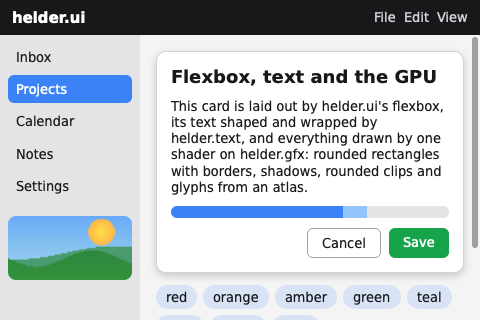 helder.ui
File Edit View
Inbox
Projects
Calendar
Notes
Settings
Flexbox, text and the GPU
This card is laid out by helder.ui's flexbox,
its text shaped and wrapped by
helder.text, and everything drawn by one
shader on helder.gfx: rounded rectangles
with borders, shadows, rounded clips and
glyphs from an atlas.
Cancel Save
red orange amber green teal